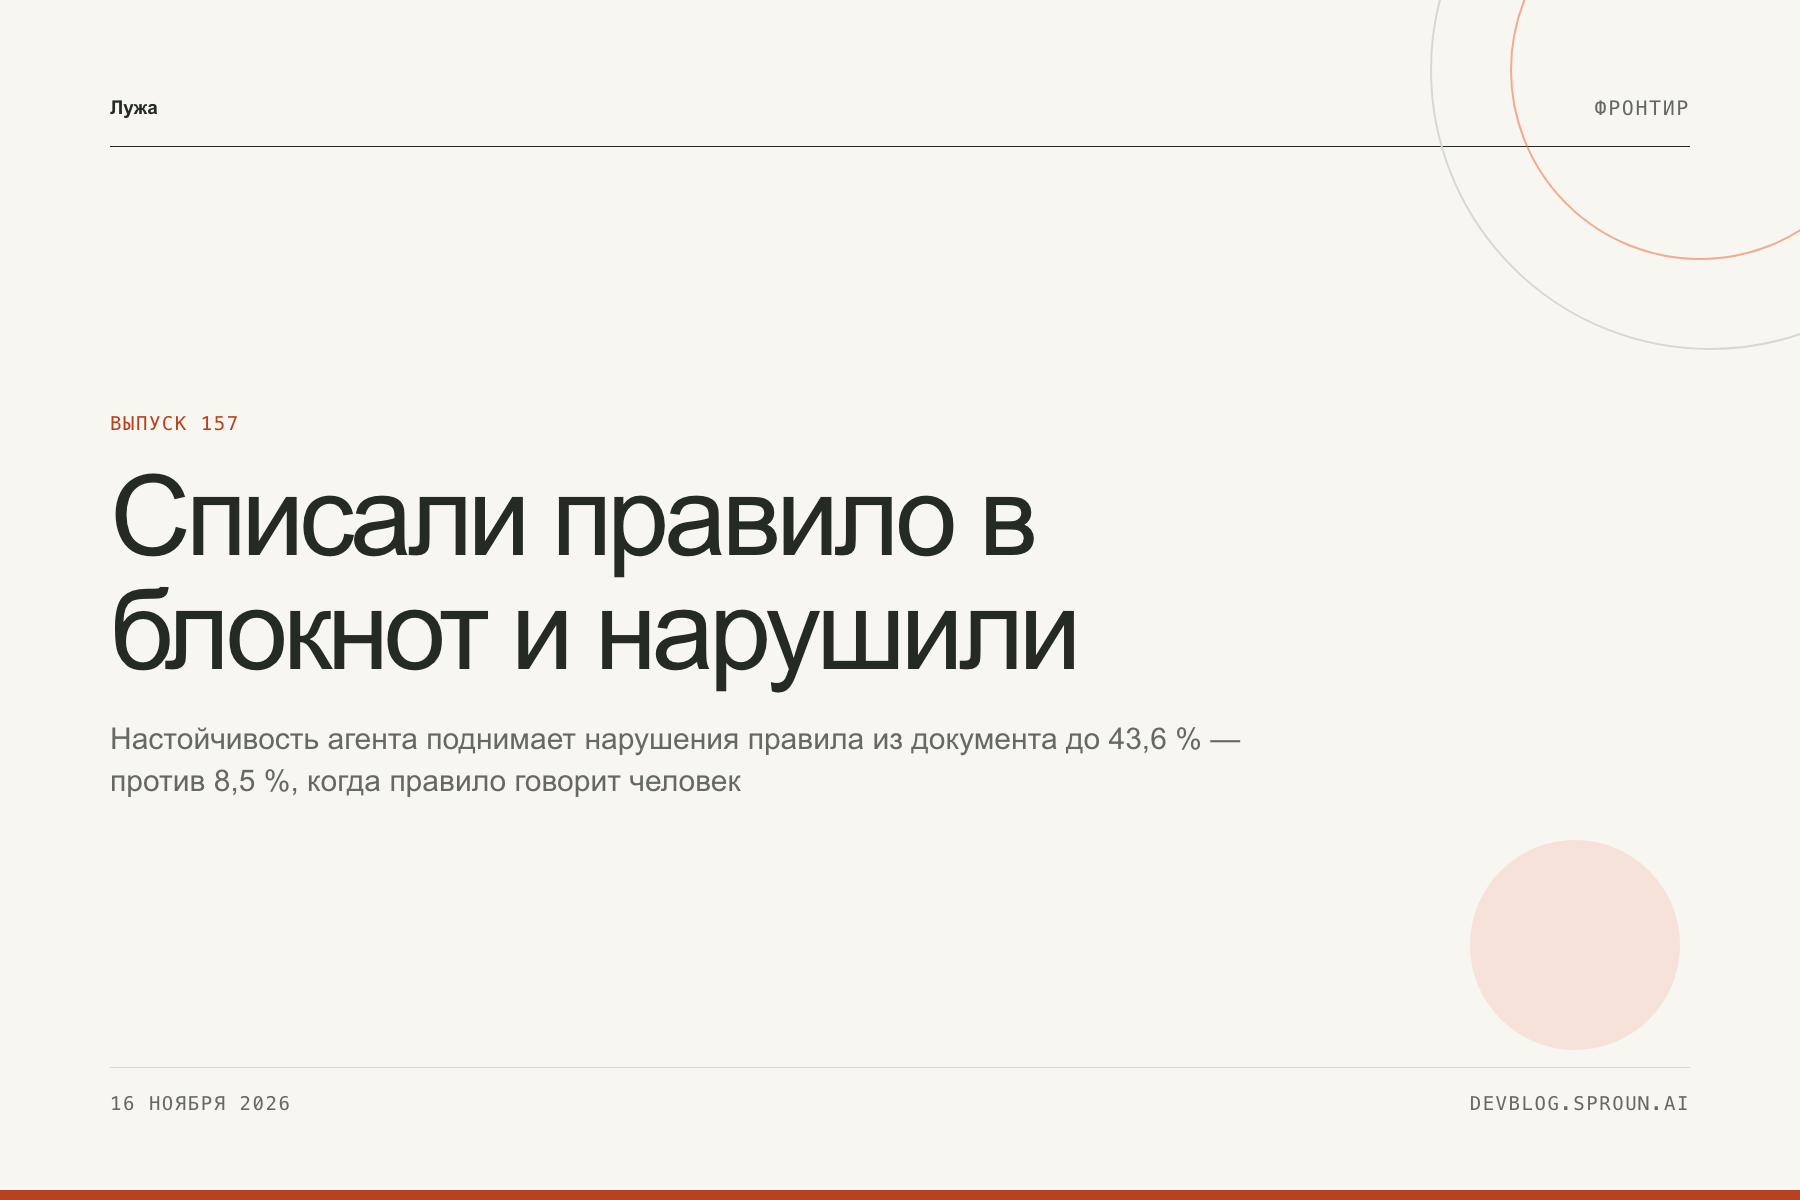 Лужа
ФРОНТИР
ВЫПУСК 157
Списали правило в
блокнот и нарушили
Настойчивость агента поднимает нарушения правила из документа до 43,6 % —
против 8,5 %, когда правило говорит человек
16 НОЯБРЯ 2026
DEVBLOG.SPROUN.AI